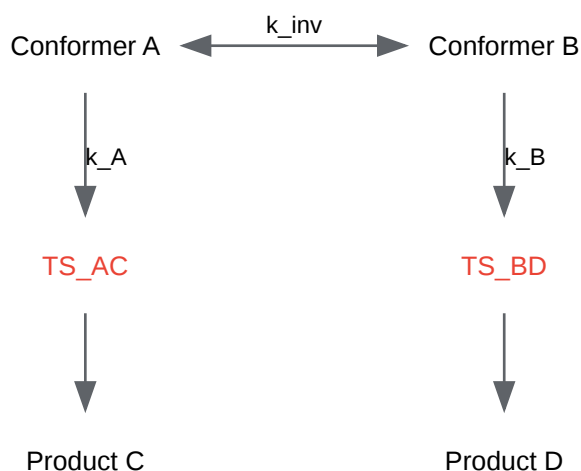 k_inv
Conformer A
Conformer B
k_A
k_B
TS_AC
TS_BD
Product C
Product D